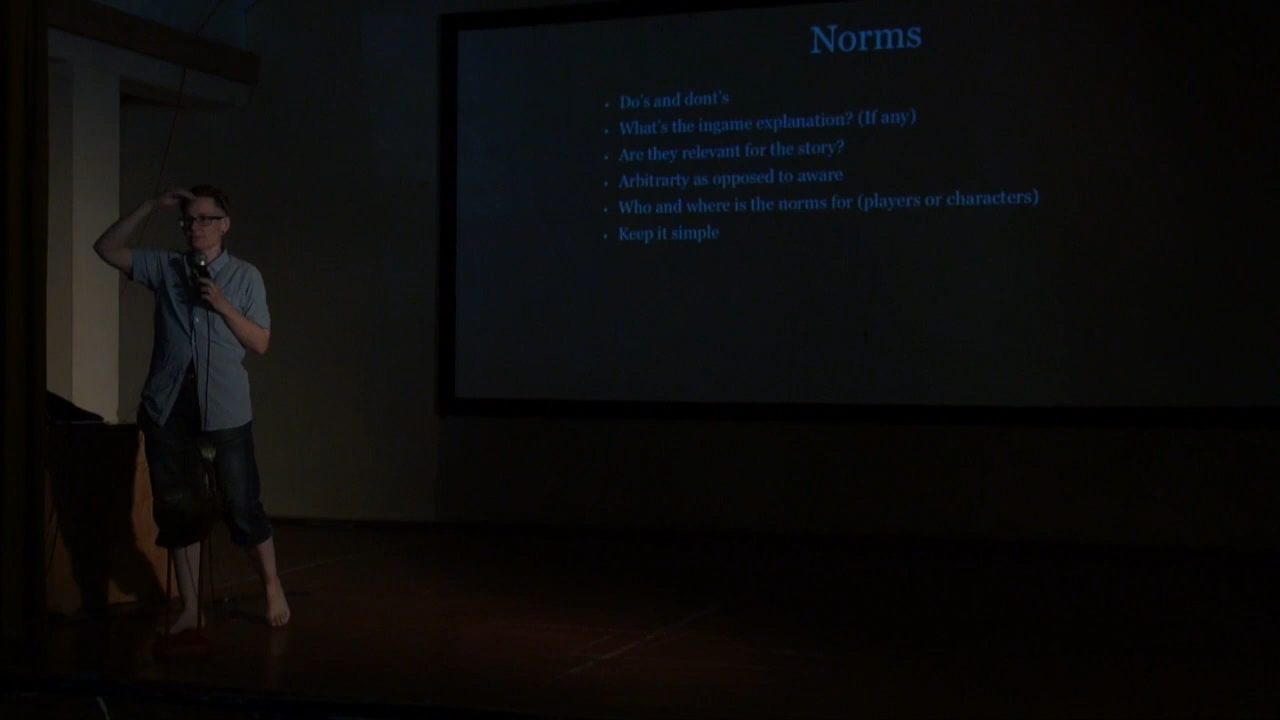 Norms
• Do's and dont's
• What's the ingame explanation? (If any)
• Are they relevant for the story?
• Arbitrarty as opposed to aware
• Who and where is the norms for (players or characters)
• Keep it simple